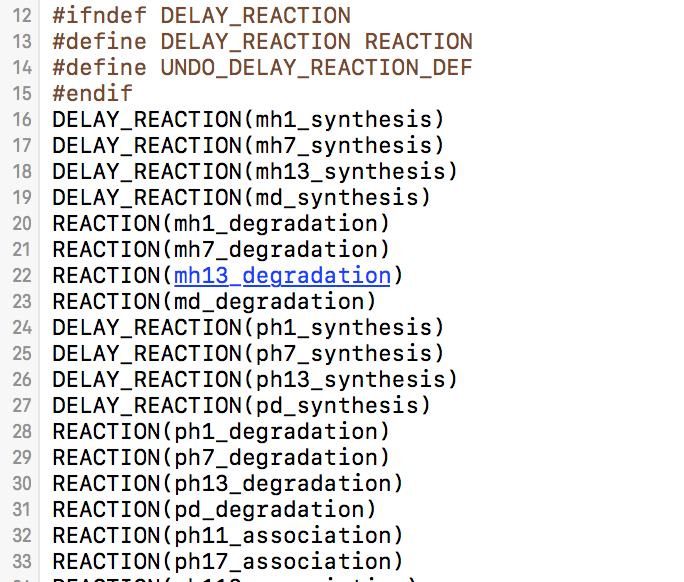 12 #ifndef DELAY_REACTION
13 #define DELAY_REACTION REACTION
14 #define UNDO_DELAY_REACTION_DEF
15 #endif
16 DELAY_REACTION(mh1_synthesis)
17 DELAY_REACTION(mh7_synthesis)
18 DELAY_REACTION(mh13_synthesis)
19 DELAY_REACTION(md_synthesis)
20 REACTION(mh1_degradation)
21 REACTION(mh7_degradation)
22 REACTION(mh13_degradation)
23 REACTION(md_degradation)
24 DELAY_REACTION(ph1_synthesis)
25 DELAY_REACTION(ph7_synthesis)
26 DELAY_REACTION(ph13_synthesis)
27 DELAY_REACTION(pd_synthesis)
28 REACTION(ph1_degradation)
29 REACTION(ph7_degradation)
30 REACTION(ph13_degradation)
31 REACTION(pd_degradation)
32 REACTION(ph11_association)
33 REACTION(ph17_association)